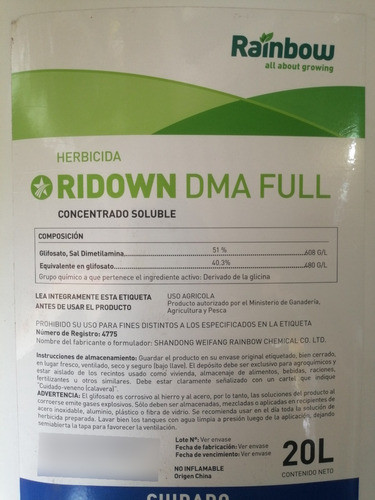 Rainbow
all about growing
HERBICIDA
RIDOWN DMA FULL
CONCENTRADO SOLUBLE
COMPOSICIÓN
51 %
Glifosato, Sal Dimetilamina 608 G/L
40.3%
Equivalente en glifosato 480 G/L
Grupo químico a que pertenece el ingrediente activo: Derivado de la glicina
LEA INTEGRAMENTE ESTA ETIQUETA
ANTES DE USAR EL PRODUCTO
USO AGRICOLA
Producto autorizado por el Ministerio de Ganadería,
Agricultura y Pesca
PROHIBIDO SU USO PARA FINES DISTINTOS A LOS ESPECIFICADOS EN LA ETIQUETA
Número de Registro: 4775
Nombre del fabricante o formulador: SHANDONG WEIFANG RAINBOW CHEMICAL CO. LTD.
Instrucciones de almacenamiento: Guardar el producto en su envase original etiquetado, bien cerrado,
en lugar fresco, ventilado, seco y seguro (bajo llave). El depósito debe ser exclusivo para agroquímicos y
estar aislado de los recintos usados como vivienda, almacenaje de alimentos, bebidas, raciones,
fertilizantes u otros similares. Debe estar claramente señalizado con un cartel que indique
"Cuidado-veneno (calavera)".
ADVERTENCIA: El glifosato es corrosivo al hierro y al acero, por lo tanto, las soluciones del producto al
corroerse emite gases explosivos. Sólo deben ser almacenadas, mezcladas o aplicadas en recipientes de
acero inoxidable, aluminio, plástico o fibra de vidrio. Se recomienda usar en el día toda la solución de
herbicida preparada. Lavar bien los tanques con agua limpia a presión luego de la aplicación, dejando
semiabierta la tapa para favorecer la ventilación.
Lote N°: Ver envase
Fecha de fabricación: Ver envase
Fecha de vencimiento: Ver envase
NO INFLAMABLE
Origen China
20L
CONTENIDO NETO
CUIDADO